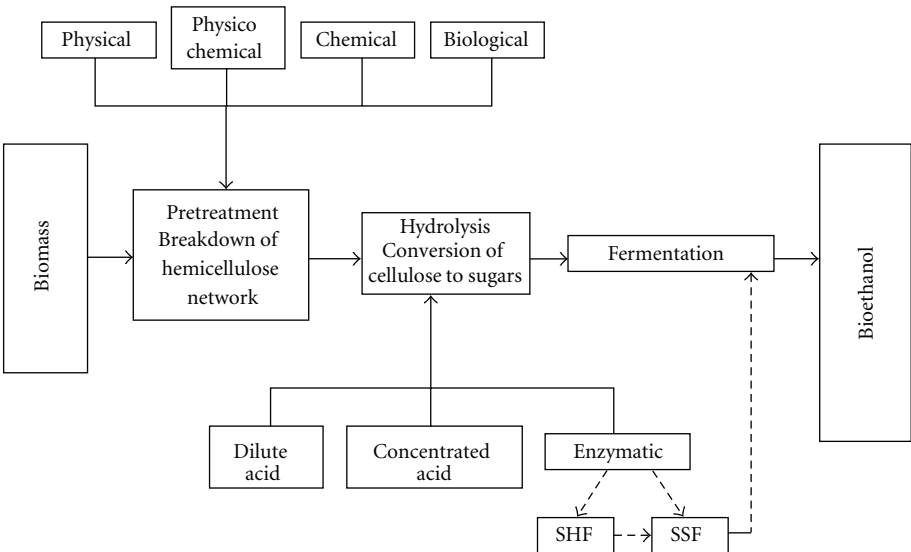 Physical
Physico
chemical
Chemical
Biological
Biomass
Pretreatment
Breakdown of
hemicellulose
network
Hydrolysis
Conversion of
cellulose to sugars
Fermentation
Bioethanol
Dilute
acid
Concentrated
acid
Enzymatic
SHF
SSF